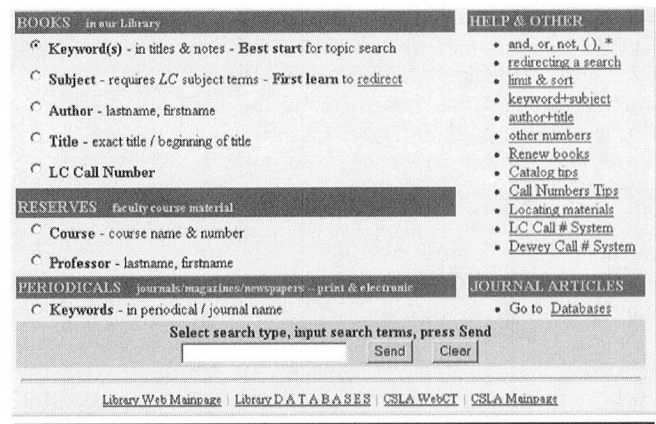 BOOKS in our Library
Keyword(s) - in titles & notes - Best start for topic search
Subject - requires LC subject terms - First learn to redirect
Author - lastname, firstname
Title - exact title / beginning of title
LC Call Number
RESERVES faculty course material
Course - course name & number
Professor - lastname, firstname
PERIODICALS journals/magazines/newspapers -- print & electronic
Keywords - in periodical / journal name
HELP & OTHER
and, or, not, ( ), *
redirecting a search
limit & sort
keyword+subject
author+title
other numbers
Renew books
Catalog tips
Call Numbers Tips
Locating materials
LC Call # System
Dewey Call # System
JOURNAL ARTICLES
Go to Databases
Select search type, input search terms, press Send
Send Clear
Library Web Mainpage | Library D A T A B A S E S | CSLA WebCT | CSLA Mainpage